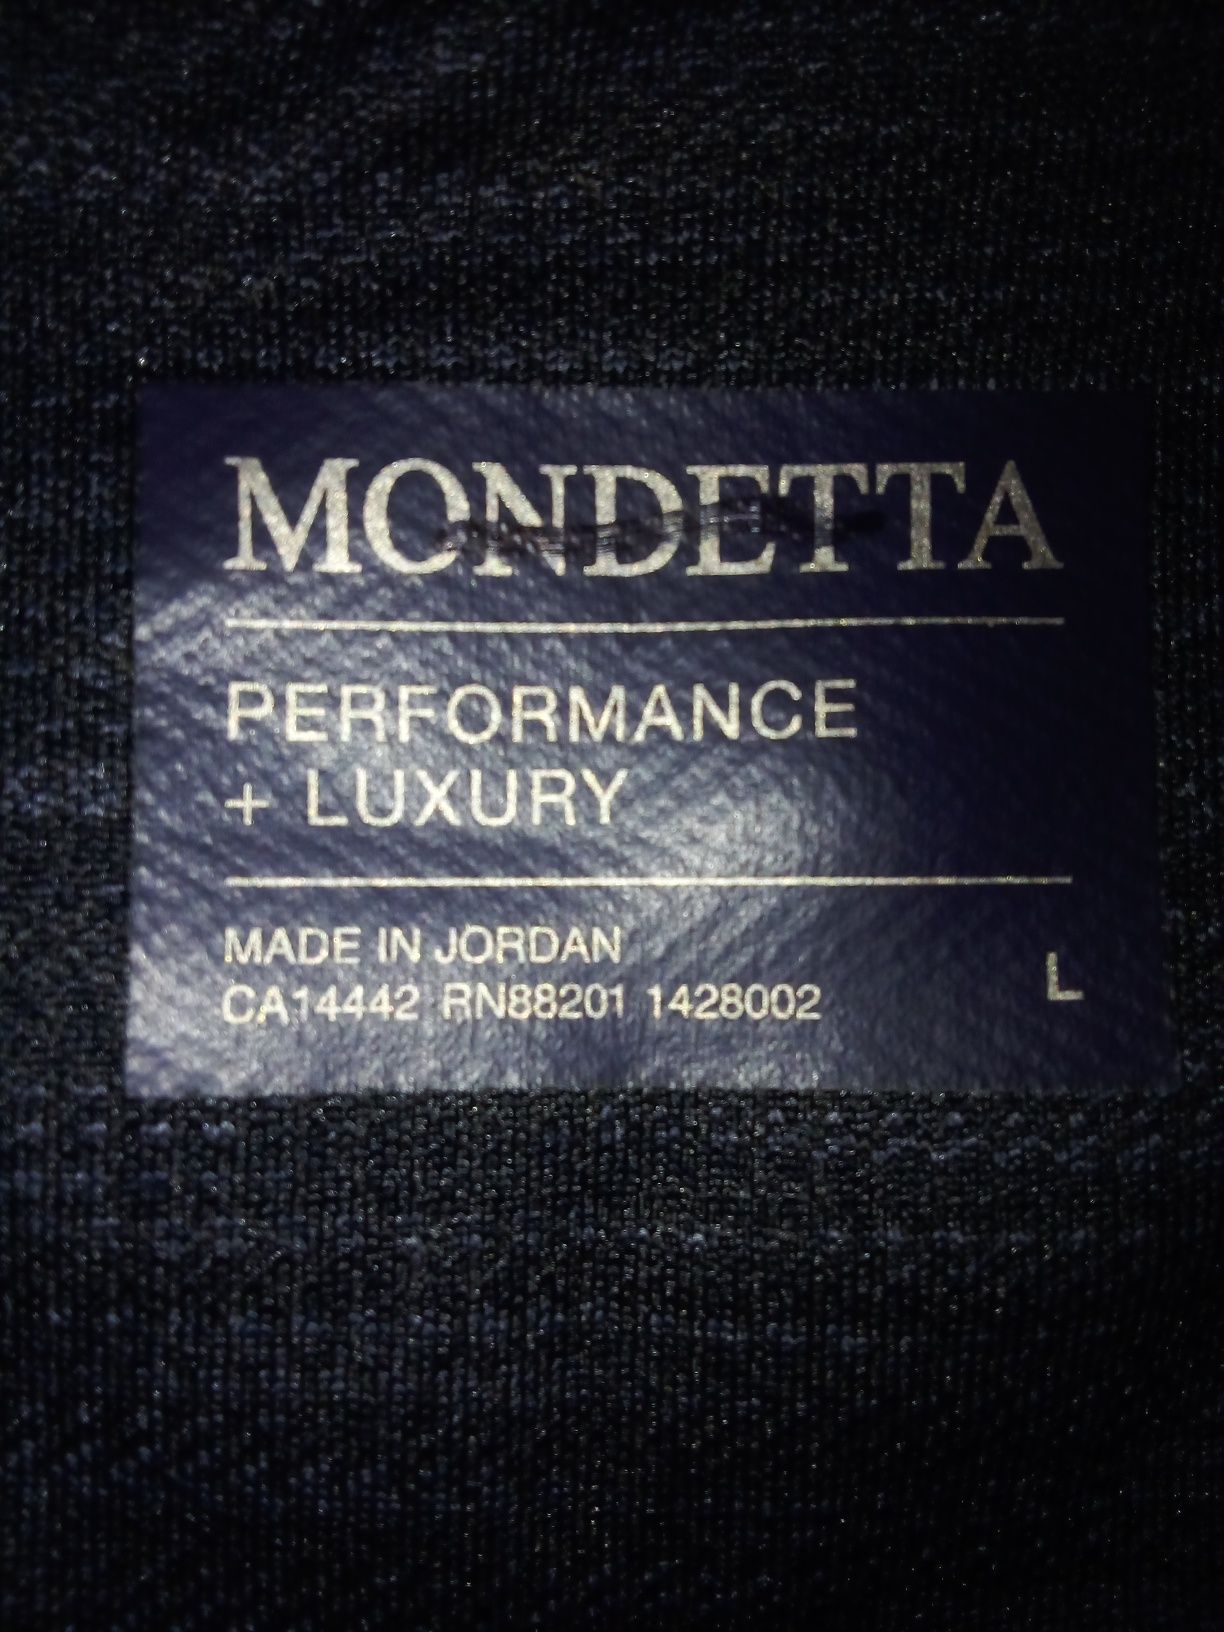 MONDETTA
PERFORMANCE
+ LUXURY
MADE IN JORDAN
CA14442 RN88201 1428002
L